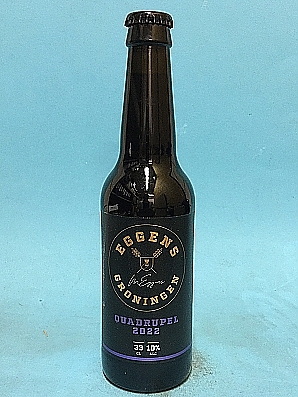 EGGENS
GRONINGEN
QUADRUPEL
2022
33 10%
CL ALC